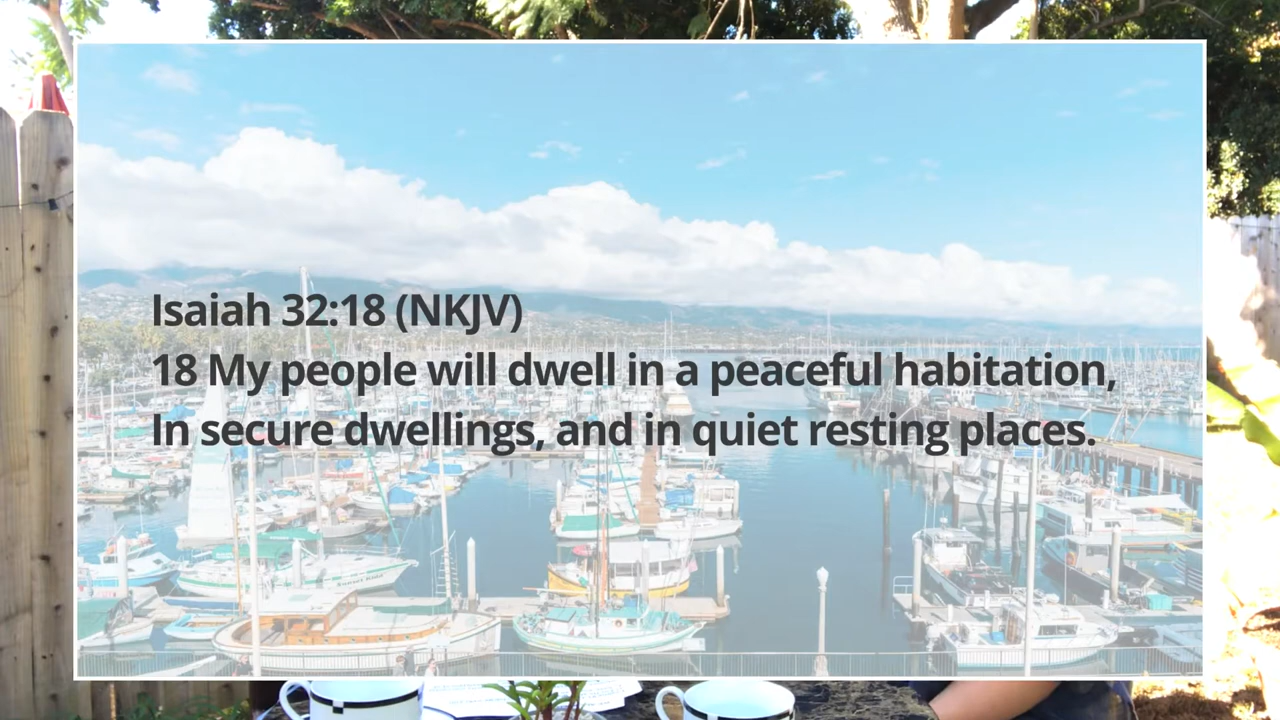 Isaiah 32:18 (NKJV)
18 My people will dwell in a peaceful habitation,
In secure dwellings, and in quiet resting places.